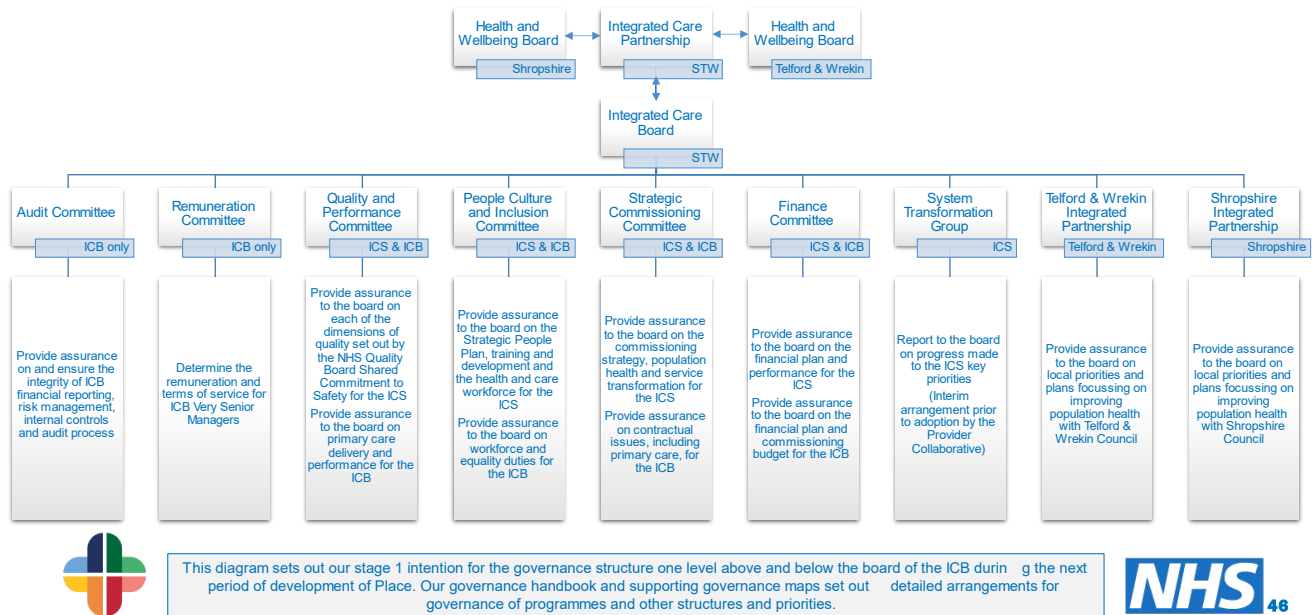 Health and
Wellbeing Board
Shropshire
Integrated Care
Partnership
STW
Health and
Wellbeing Board
Telford & Wrekin
Integrated Care
Board
STW
Audit Committee
ICB only
Remuneration
Committee
ICB only
Quality and
Performance
Committee
ICS & ICB
People Culture
and Inclusion
Committee
ICS & ICB
Strategic
Commissioning
Committee
ICS & ICB
Finance
Committee
ICS & ICB
System
Transformation
Group
ICS
Telford & Wrekin
Integrated
Partnership
Telford & Wrekin
Shropshire
Integrated
Partnership
Shropshire
Provide assurance
on and ensure the
integrity of ICB
financial reporting,
risk management,
internal controls
and audit process
Determine the
remuneration and
terms of service for
ICB Very Senior
Managers
Provide assurance
to the board on
each of the
dimensions of
quality set out by
the NHS Quality
Board Shared
Commitment to
Safety for the ICS
Provide assurance
to the board on
primary care
delivery and
performance for the
ICB
Provide assurance
to the board on the
Strategic People
Plan, training and
development and
the health and care
workforce for the
ICS
Provide assurance
to the board on
workforce and
equality duties for
the ICB
Provide assurance
to the board on the
commissioning
strategy, population
health and service
transformation for
the ICS
Provide assurance
on contractual
issues, including
primary care, for
the ICB
Provide assurance
to the board on the
financial plan and
performance for the
ICS
Provide assurance
to the board on the
financial plan and
commissioning
budget for the ICB
Report to the board
on progress made
to the ICS key
priorities
(Interim
arrangement prior
to adoption by the
Provider
Collaborative)
Provide assurance
to the board on
local priorities and
plans focussing on
improving
population health
with Telford &
Wrekin Council
Provide assurance
to the board on
local priorities and
plans focussing on
improving
population health
with Shropshire
Council
This diagram sets out our stage 1 intention for the governance structure one level above and below the board of the ICB durin g the next
period of development of Place. Our governance handbook and supporting governance maps set out detailed arrangements for
governance of programmes and other structures and priorities.
NHS
46